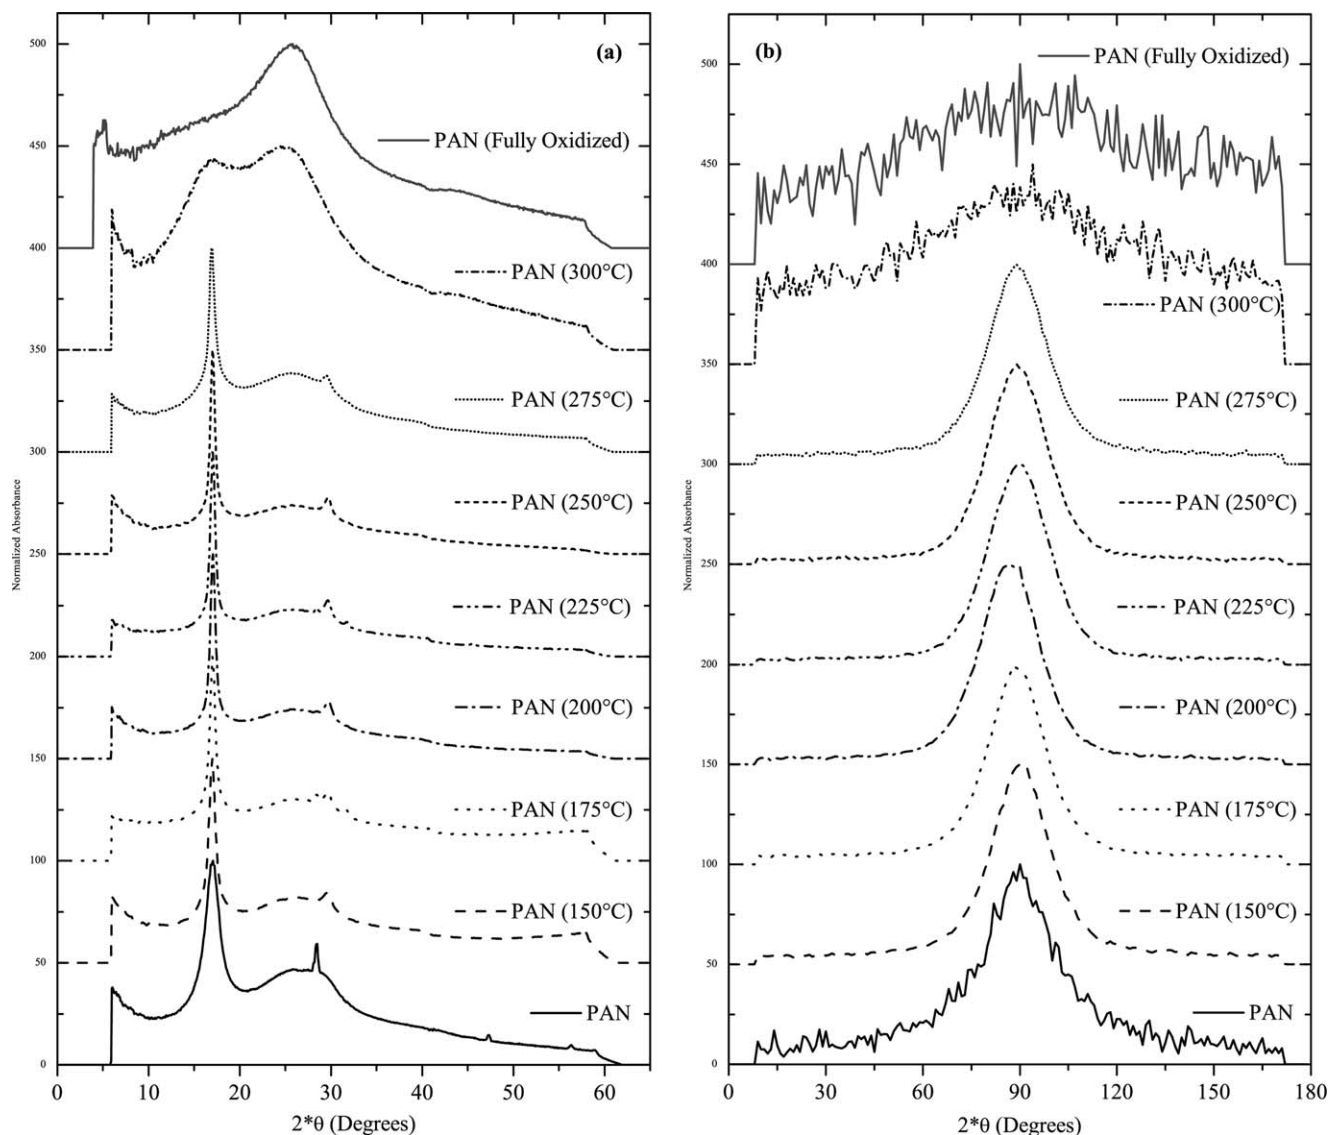 (a)
500
450
400
350
300
250
200
150
100
50
0
Normalized Absorbance
PAN (Fully Oxidized)
PAN (300°C)
PAN (275°C)
PAN (250°C)
PAN (225°C)
PAN (200°C)
PAN (175°C)
PAN (150°C)
PAN
0 10 20 30 40 50 60
2*θ (Degrees)
(b)
500
450
400
350
300
250
200
150
100
50
0
Normalized Absorbance
PAN (Fully Oxidized)
PAN (300°C)
PAN (275°C)
PAN (250°C)
PAN (225°C)
PAN (200°C)
PAN (175°C)
PAN (150°C)
PAN
0 30 60 90 120 150 180
2*θ (Degrees)